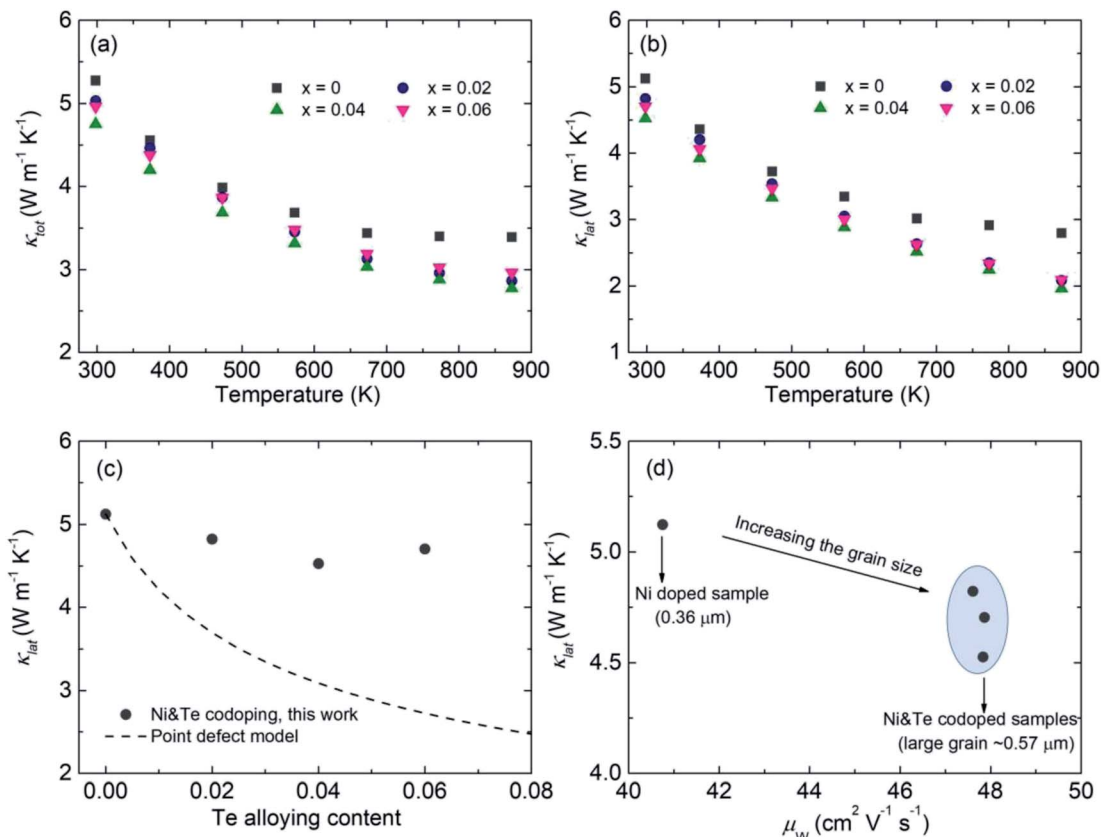 (a)
x = 0
x = 0.02
x = 0.04
x = 0.06
6
5
4
3
2
κtot (W m⁻¹ K⁻¹)
300 400 500 600 700 800 900
Temperature (K)
(b)
x = 0
x = 0.02
x = 0.04
x = 0.06
6
5
4
3
2
1
κlat (W m⁻¹ K⁻¹)
300 400 500 600 700 800 900
Temperature (K)
(c)
6
5
4
3
2
κlat (W m⁻¹ K⁻¹)
Ni&Te codoping, this work
Point defect model
0.00 0.02 0.04 0.06 0.08
Te alloying content
(d)
5.5
5.0
4.5
4.0
κlat (W m⁻¹ K⁻¹)
Increasing the grain size
Ni doped sample
(0.36 μm)
Ni&Te codoped samples
(large grain ~0.57 μm)
40 42 44 46 48 50
μW (cm² V⁻¹ s⁻¹)